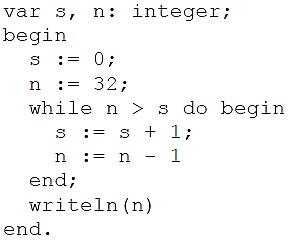 var s, n: integer;
begin
  s := 0;
  n := 32;
  while n > s do begin
    s := s + 1;
    n := n - 1
  end;
  writeln(n)
end.